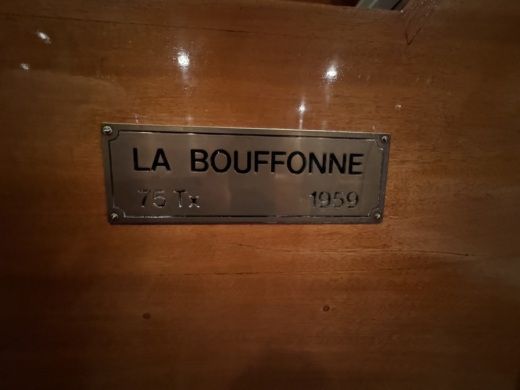 LA BOUFFONNE
75 Tx 1959